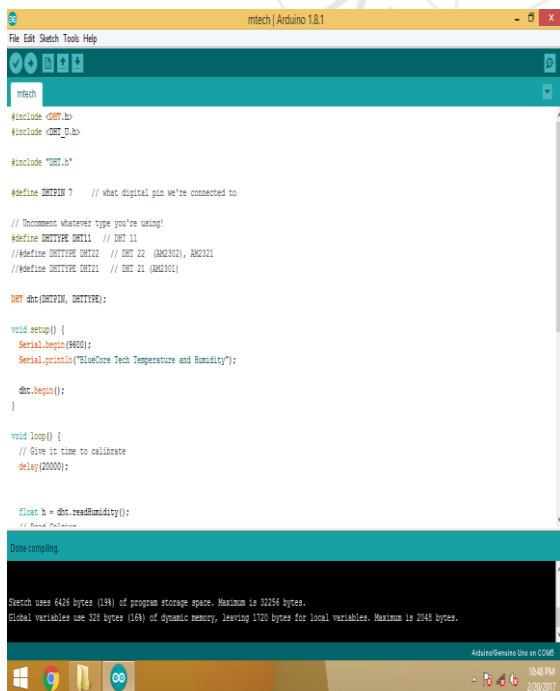 mtech | Arduino 1.8.1
File Edit Sketch Tools Help
mtech
#include <DHT.h>
#include <DHT_U.h>
#include "DHT.h"
#define DHTPIN 7 // what digital pin we're connected to
// Uncomment whatever type you're using!
#define DHTTYPE DHT11 // DHT 11
//#define DHTTYPE DHT22 // DHT 22 (AM2302), AM2321
//#define DHTTYPE DHT21 // DHT 21 (AM2301)
DHT dht(DHTPIN, DHTTYPE);
void setup() {
Serial.begin(9600);
Serial.println("BlueCore Tech Temperature and Humidity");
dht.begin();
}
void loop() {
// Give it time to calibrate
delay(20000);
float h = dht.readHumidity();
// Read Celsius
Done compiling.
Sketch uses 6426 bytes (19%) of program storage space. Maximum is 32256 bytes.
Global variables use 328 bytes (16%) of dynamic memory, leaving 1720 bytes for local variables. Maximum is 2048 bytes.
Arduino/Genuino Uno on COM5
10:48 PM
2/20/2017